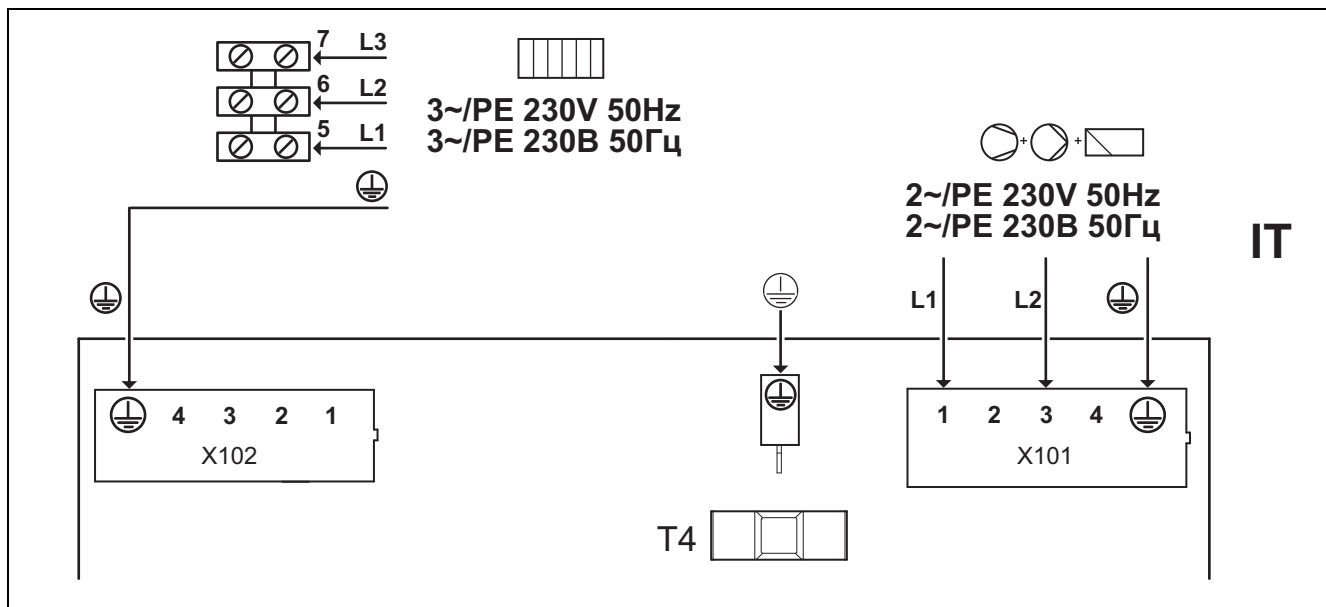 7 L3
6 L2
5 L1
3~/PE 230V 50Hz
3~/PE 230В 50Гц
+ +
2~/PE 230V 50Hz
2~/PE 230В 50Гц
IT
L1 L2
4 3 2 1
X102
1 2 3 4
X101
T4